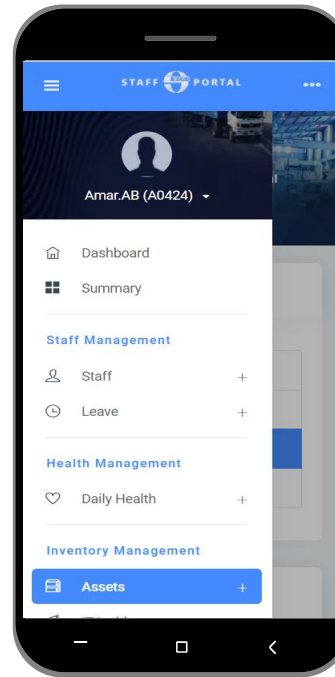 STAFF PORTAL
Amar.AB (A0424)
Dashboard
Summary
Staff Management
Staff
Leave
Health Management
Daily Health
Inventory Management
Assets